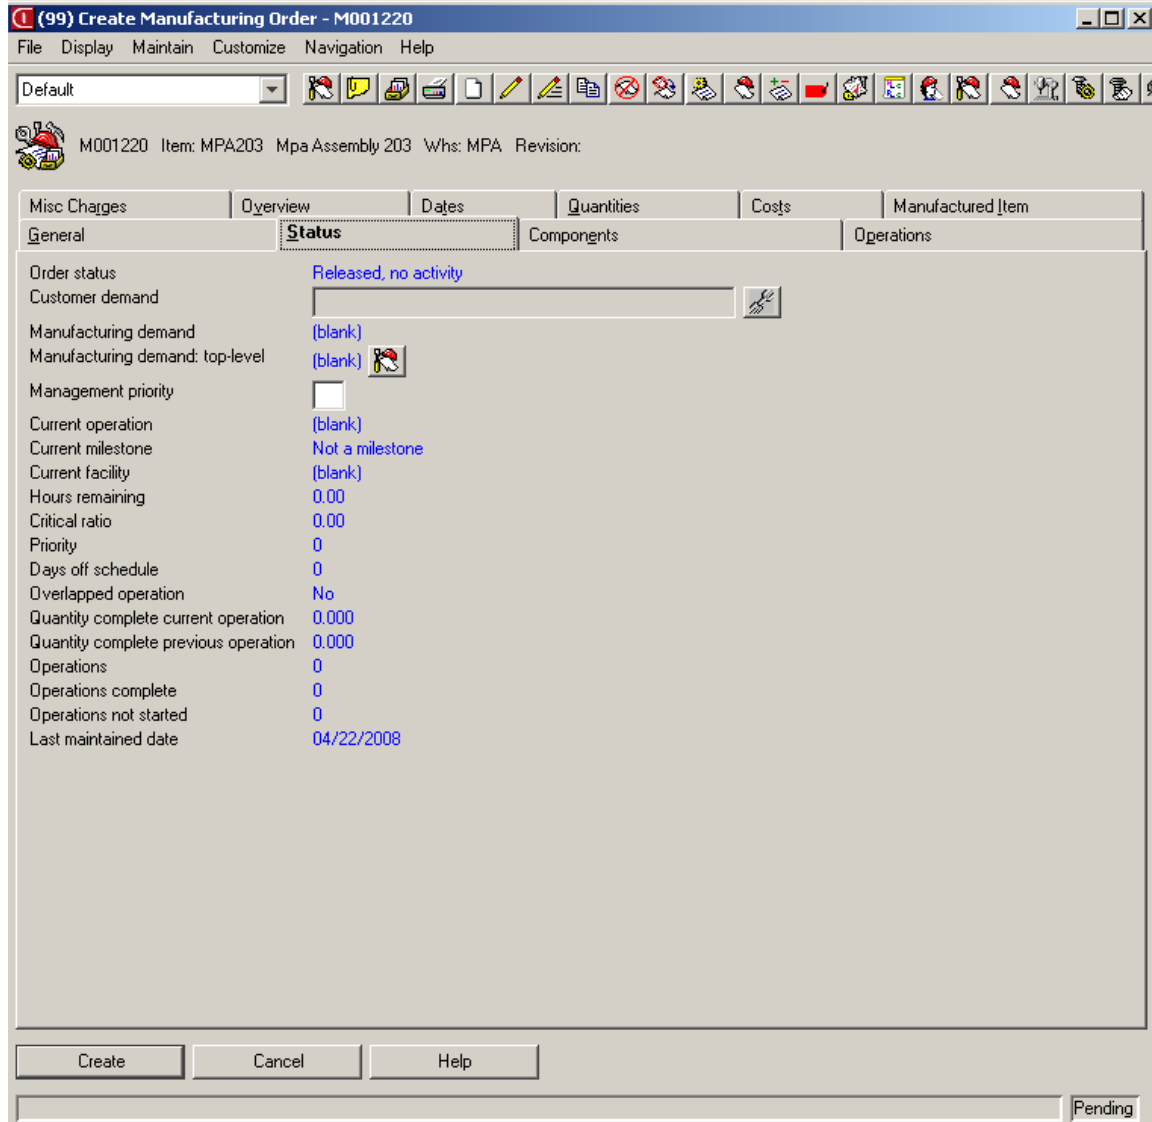 (99) Create Manufacturing Order - M001220
File Display Maintain Customize Navigation Help
Default
M001220 Item: MPA203 Mpa Assembly 203 Whs: MPA Revision:
Misc Charges Overview Dates Quantities Costs Manufactured Item
General Status Components Operations
Order status Released, no activity
Customer demand
Manufacturing demand (blank)
Manufacturing demand: top-level (blank)
Management priority
Current operation (blank)
Current milestone Not a milestone
Current facility (blank)
Hours remaining 0.00
Critical ratio 0.00
Priority 0
Days off schedule 0
Overlapped operation No
Quantity complete current operation 0.000
Quantity complete previous operation 0.000
Operations 0
Operations complete 0
Operations not started 0
Last maintained date 04/22/2008
Create Cancel Help
Pending